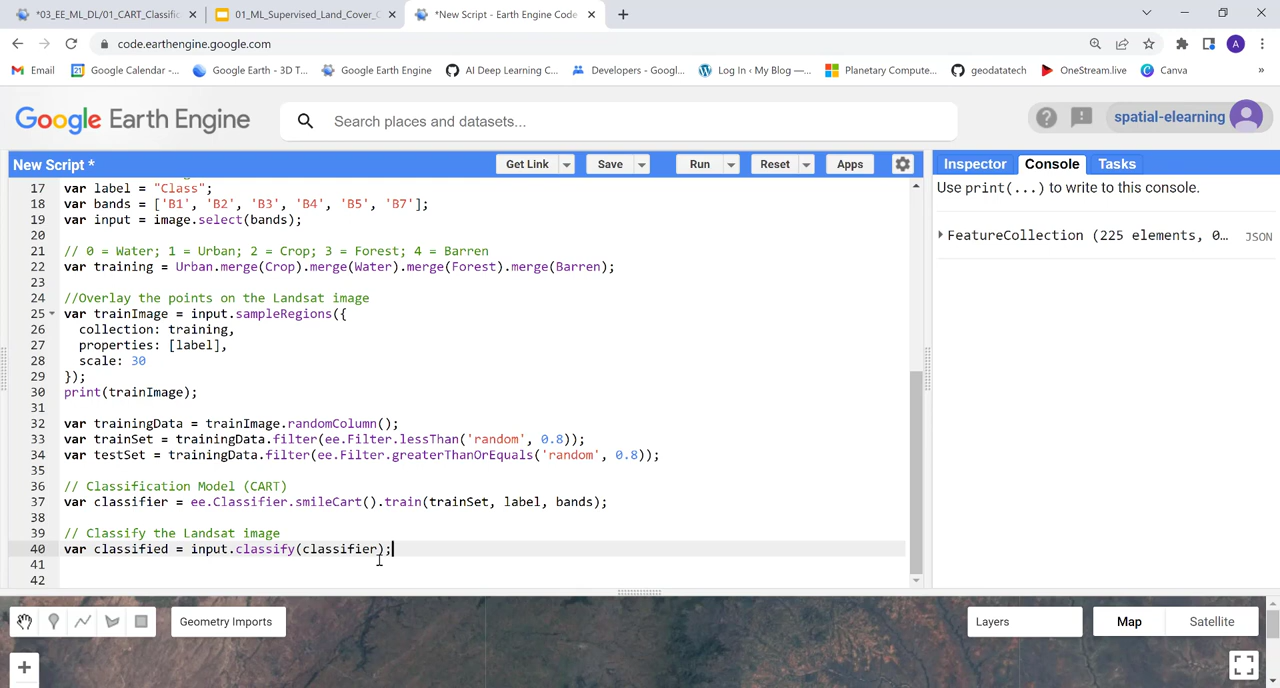 *03_EE_ML_DL/01_CART_Classific
01_ML_Supervised_Land_Cover_C
*New Script - Earth Engine Code
code.earthengine.google.com
Email
Google Calendar -...
Google Earth - 3D T...
Google Earth Engine
AI Deep Learning C...
Developers - Googl...
Log In ‹ My Blog —...
Planetary Compute...
geodatatech
OneStream.live
Canva
»
Google Earth Engine
Search places and datasets...
spatial-elearning
New Script *
Get Link
Save
Run
Reset
Apps
Inspector
Console
Tasks
Use print(...) to write to this console.
FeatureCollection (225 elements, 0…
JSON
17 var label = "Class";
18 var bands = ['B1', 'B2', 'B3', 'B4', 'B5', 'B7'];
19 var input = image.select(bands);
20
21 // 0 = Water; 1 = Urban; 2 = Crop; 3 = Forest; 4 = Barren
22 var training = Urban.merge(Crop).merge(Water).merge(Forest).merge(Barren);
23
24 //Overlay the points on the Landsat image
25 var trainImage = input.sampleRegions({
26 collection: training,
27 properties: [label],
28 scale: 30
29 });
30 print(trainImage);
31
32 var trainingData = trainImage.randomColumn();
33 var trainSet = trainingData.filter(ee.Filter.lessThan('random', 0.8));
34 var testSet = trainingData.filter(ee.Filter.greaterThanOrEquals('random', 0.8));
35
36 // Classification Model (CART)
37 var classifier = ee.Classifier.smileCart().train(trainSet, label, bands);
38
39 // Classify the Landsat image
40 var classified = input.classify(classifier);
41
42
Geometry Imports
Layers
Map
Satellite